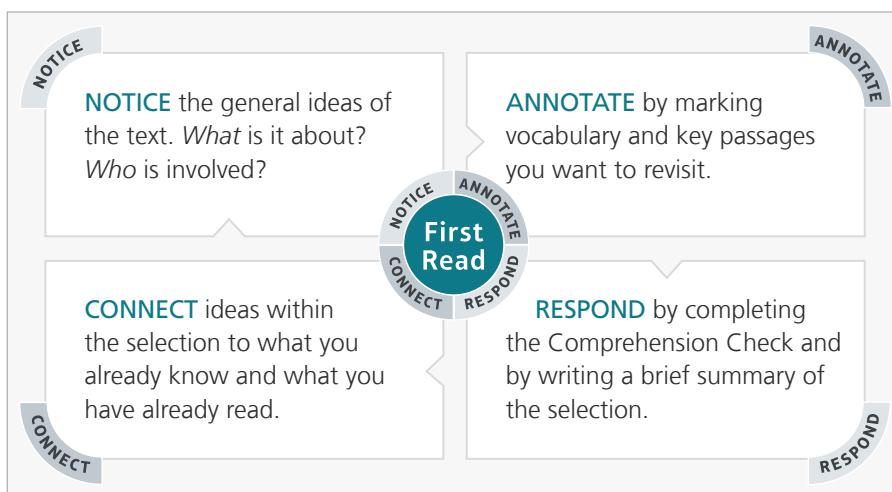 NOTICE
NOTICE the general ideas of
the text. What is it about?
Who is involved?
ANNOTATE
ANNOTATE by marking
vocabulary and key passages
you want to revisit.
NOTICE
ANNOTATE
First
Read
CONNECT
RESPOND
CONNECT ideas within
the selection to what you
already know and what you
have already read.
CONNECT
RESPOND by completing
the Comprehension Check and
by writing a brief summary of
the selection.
RESPOND